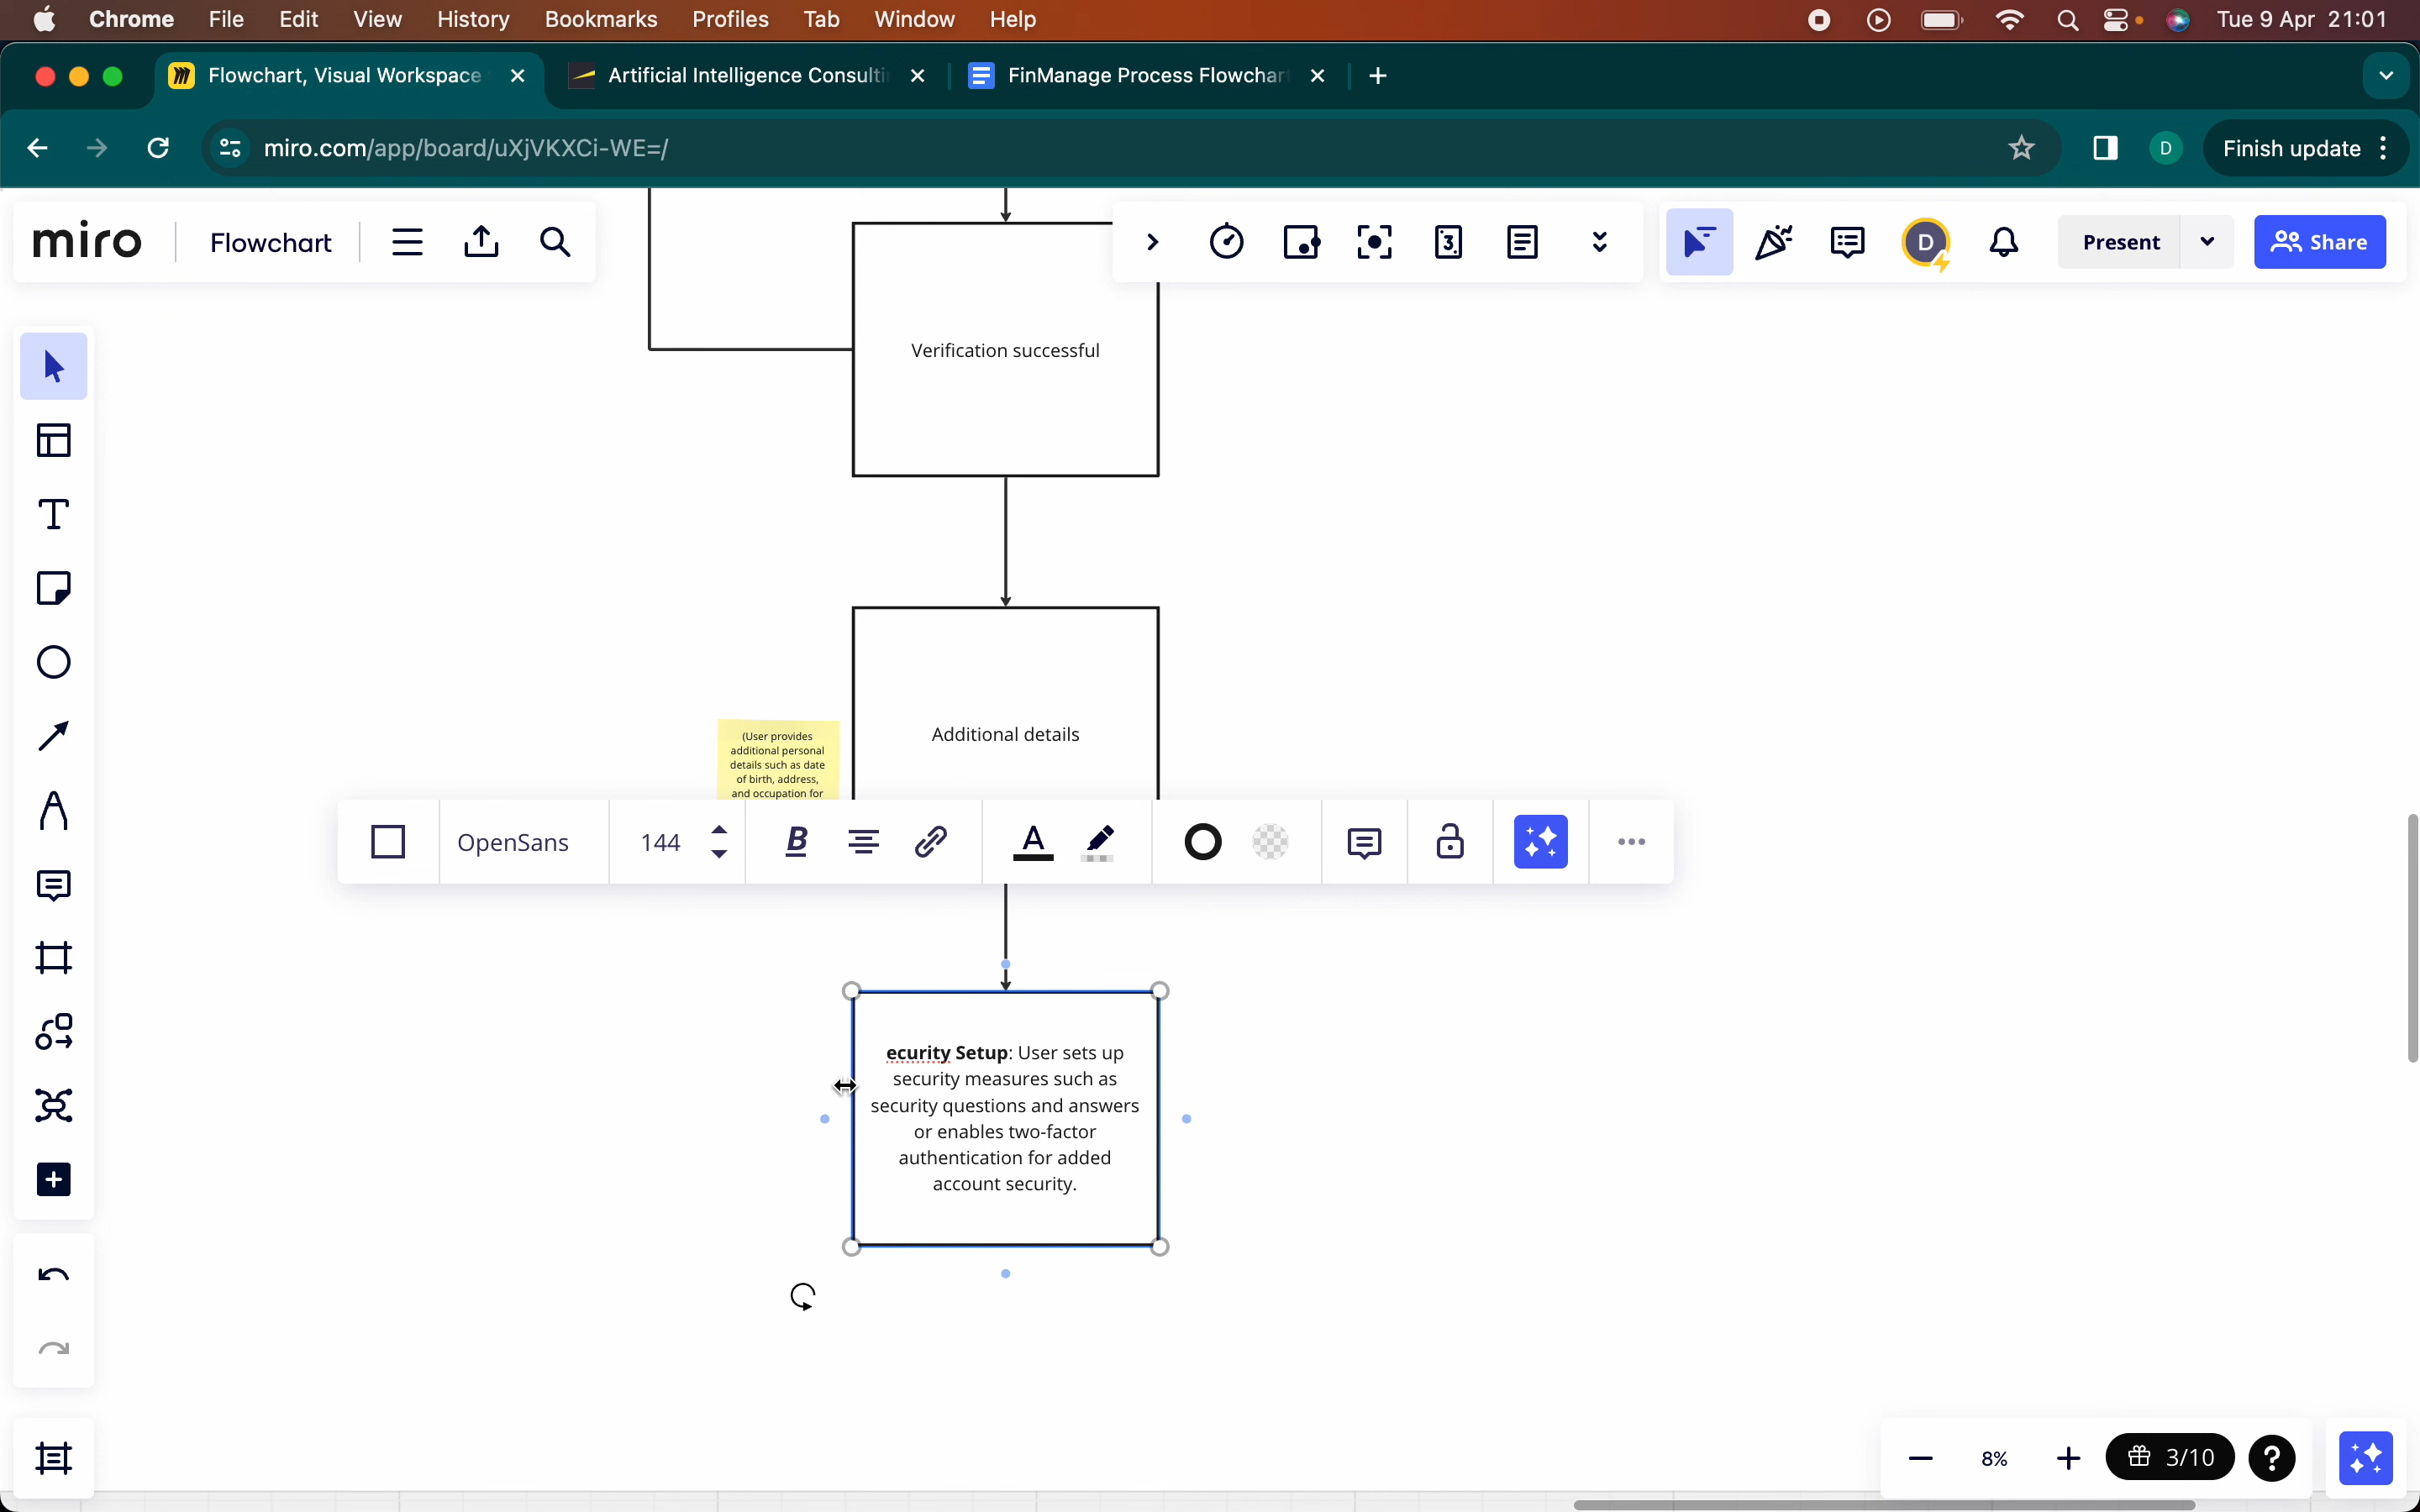 Chrome File Edit View History Bookmarks Profiles Tab Window Help Tue 9 Apr 21:01
Flowchart, Visual Workspace Artificial Intelligence Consulti FinManage Process Flowchar
miro.com/app/board/uXjVKXCi-WE=/ D Finish update
miro Flowchart 3 D Present Share
Verification successful
Additional details
(User provides
additional personal
details such as date
of birth, address,
and occupation for
OpenSans 144 B A
ecurity Setup: User sets up
security measures such as
security questions and answers
or enables two-factor
authentication for added
account security.
8% 3/10 ?